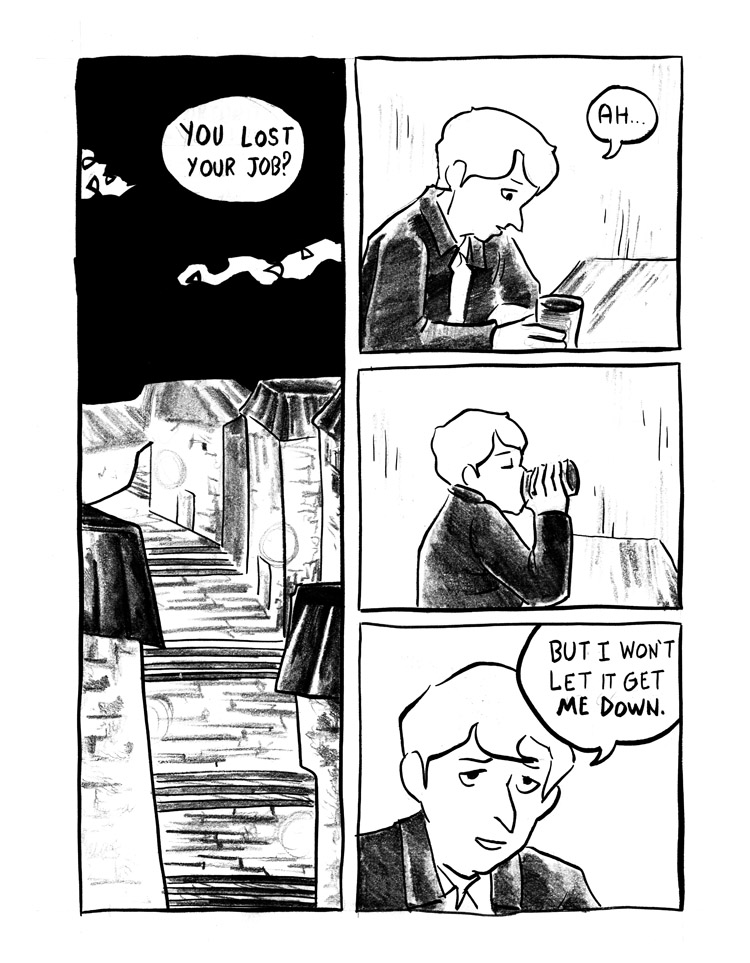 YOU LOST
YOUR JOB?
AH...
BUT I WON'T
LET IT GET
ME DOWN.